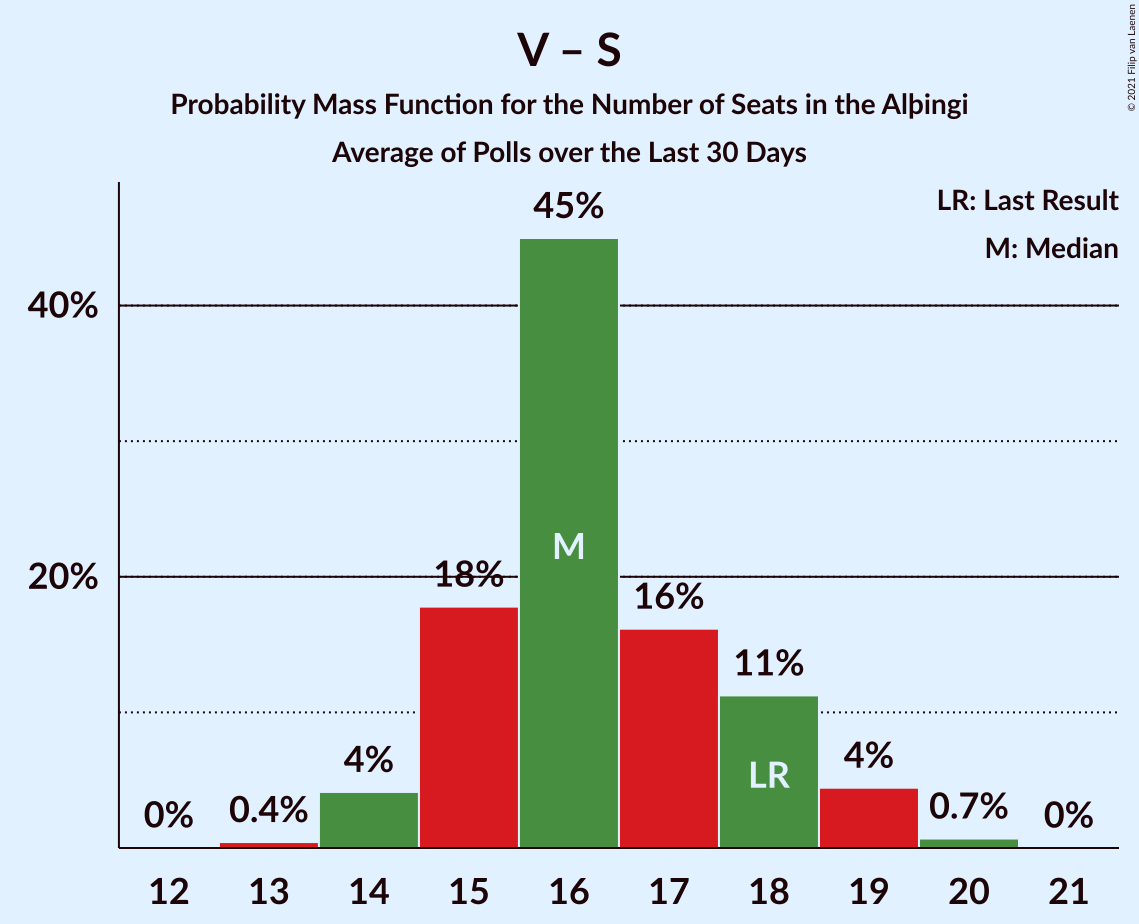 V – S
Probability Mass Function for the Number of Seats in the Alþingi
Average of Polls over the Last 30 Days
© 2021 Filip van Laenen
LR: Last Result
M: Median
45%
40%
M
20%
18%
16%
11%
LR
4%
4%
0%
0.4%
0.7%
0%
12 13 14 15 16 17 18 19 20 21